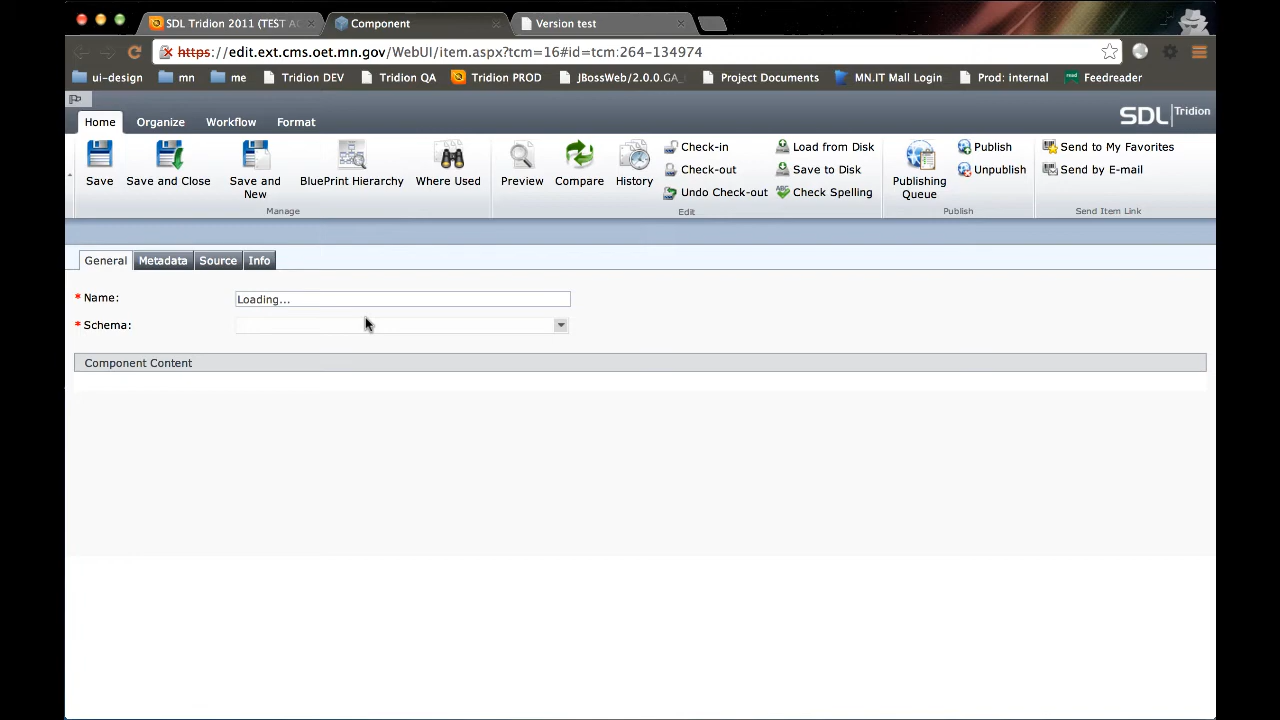 SDL Tridion 2011 (TEST A
Component
Version test
https://edit.ext.cms.oet.mn.gov/WebUI/item.aspx?tcm=16#id=tcm:264-134974
ui-design
mn
me
Tridion DEV
Tridion QA
Tridion PROD
JBossWeb/2.0.0.GA_
Project Documents
MN.IT Mall Login
Prod: internal
read
Feedreader
Home
Organize
Workflow
Format
SDL Tridion
Save
Save and Close
Save and New
BluePrint Hierarchy
Where Used
Manage
Preview
Compare
History
Check-in
Check-out
Undo Check-out
Load from Disk
Save to Disk
Check Spelling
Edit
Publishing Queue
Publish
Unpublish
Publish
Send to My Favorites
Send by E-mail
Send Item Link
General
Metadata
Source
Info
* Name:
Loading...
* Schema:
Component Content